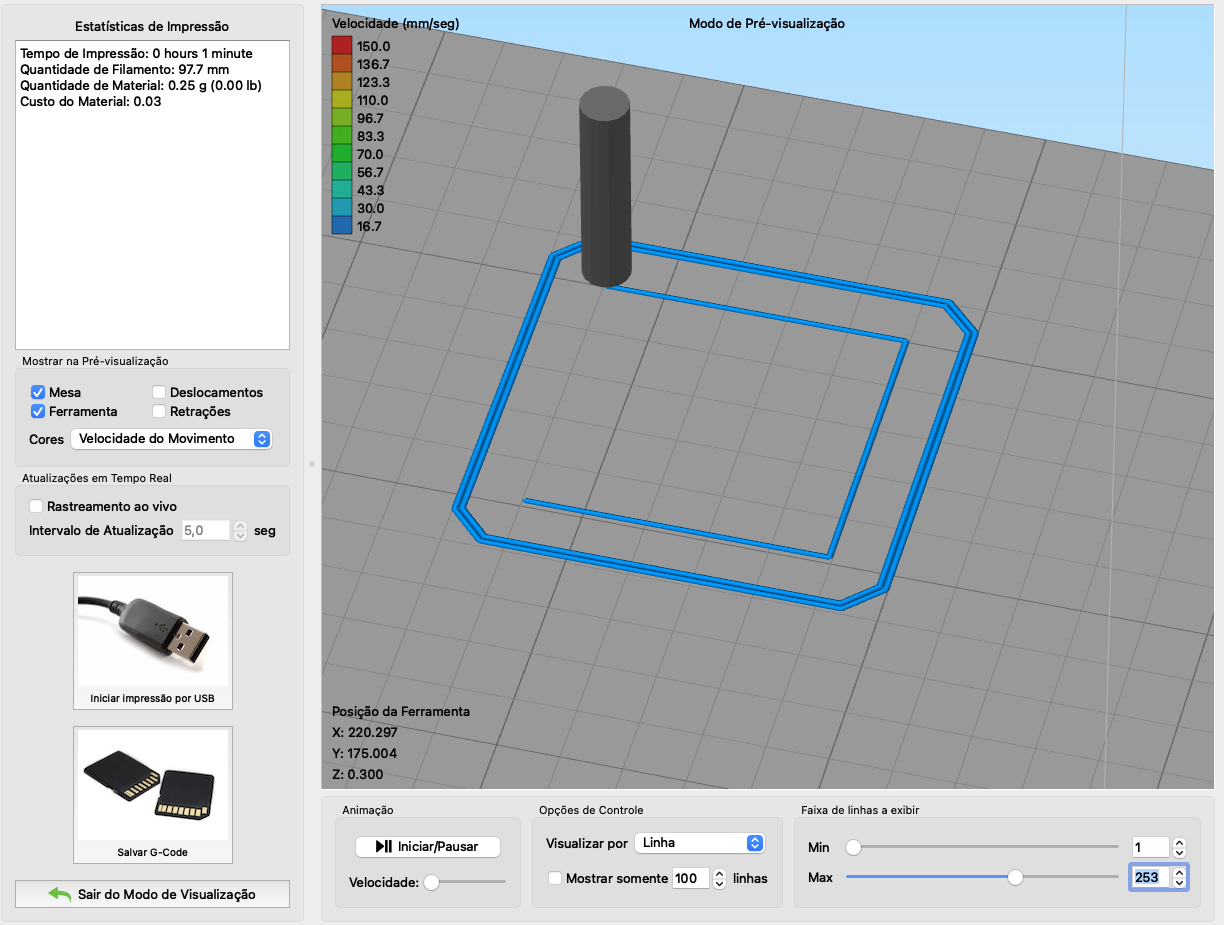 Estatísticas de Impressão
Tempo de Impressão: 0 hours 1 minute
Quantidade de Filamento: 97.7 mm
Quantidade de Material: 0.25 g (0.00 lb)
Custo do Material: 0.03
Mostrar na Pré-visualização
Mesa
Deslocamentos
Ferramenta
Retrações
Cores
Velocidade do Movimento
Atualizações em Tempo Real
Rastreamento ao vivo
Intervalo de Atualização 5,0 seg
Iniciar impressão por USB
Salvar G-Code
Sair do Modo de Visualização
Velocidade (mm/seg)
150.0
136.7
123.3
110.0
96.7
83.3
70.0
56.7
43.3
30.0
16.7
Modo de Pré-visualização
Posição da Ferramenta
X: 220.297
Y: 175.004
Z: 0.300
Animação
Iniciar/Pausar
Velocidade:
Opções de Controle
Visualizar por Linha
Mostrar somente 100 linhas
Faixa de linhas a exibir
Min 1
Max 253